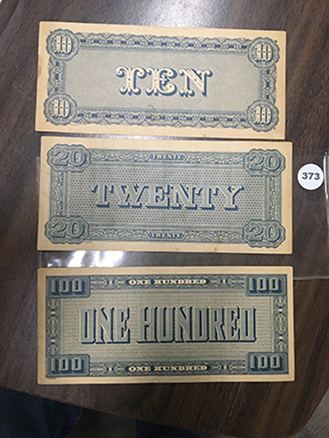 10 10
TEN
10 10
20 TWENTY 20
TWENTY
20 TWENTY 20
373
100 ONE HUNDRED 100
ONE HUNDRED
100 ONE HUNDRED 100